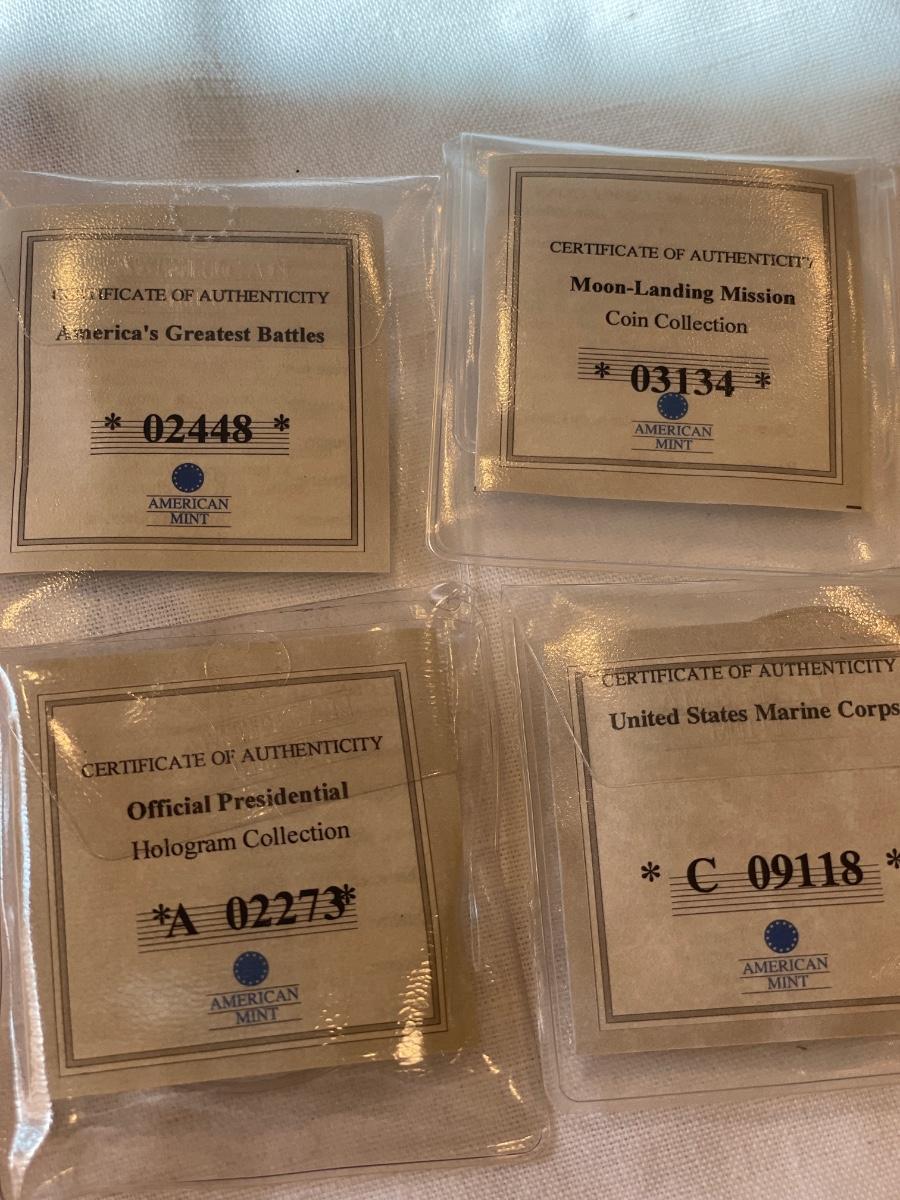 CERTIFICATE OF AUTHENTICITY
America's Greatest Battles
* 02448 *
AMERICAN
MINT
CERTIFICATE OF AUTHENTICITY
Moon-Landing Mission
Coin Collection
* 03134 *
AMERICAN
MINT
CERTIFICATE OF AUTHENTICITY
Official Presidential
Hologram Collection
*A 02273*
AMERICAN
MINT
CERTIFICATE OF AUTHENTICITY
United States Marine Corps
* C 09118 *
AMERICAN
MINT